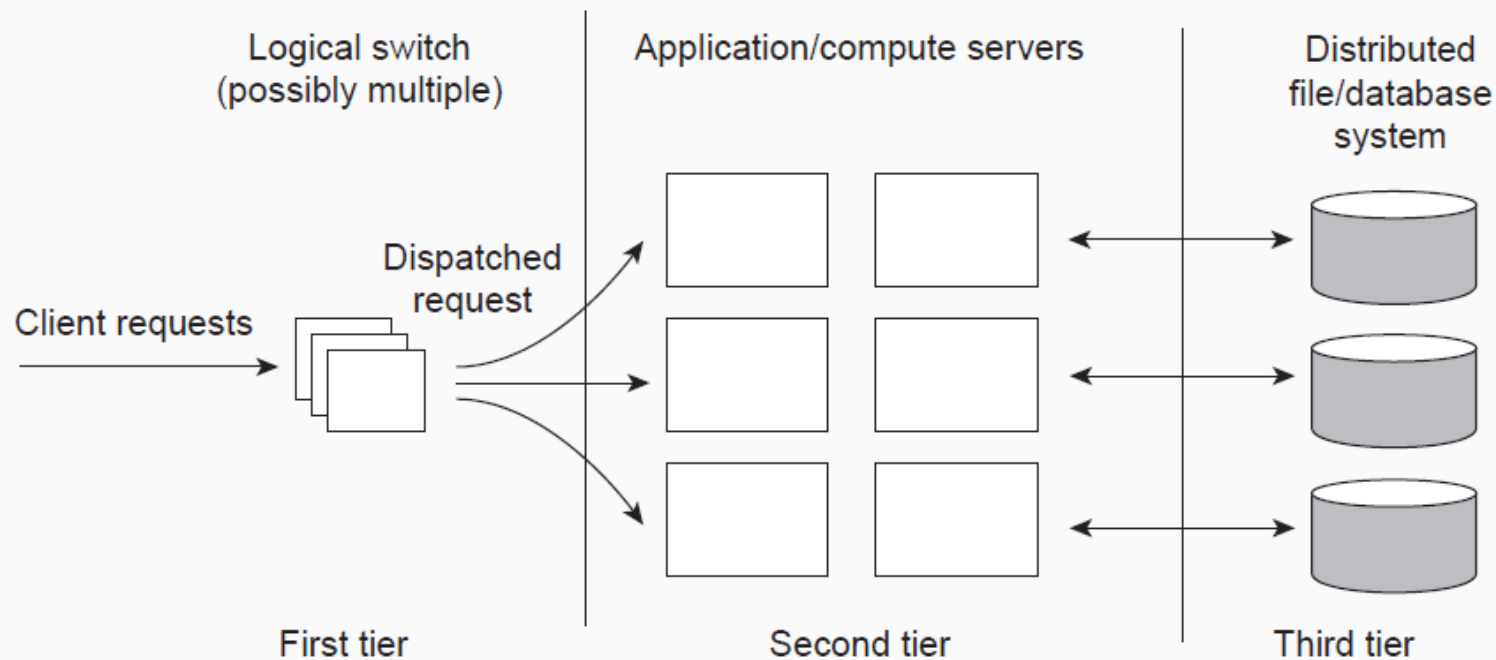 Logical switch
(possibly multiple)
Application/compute servers
Distributed
file/database
system
Dispatched
request
Client requests
First tier
Second tier
Third tier